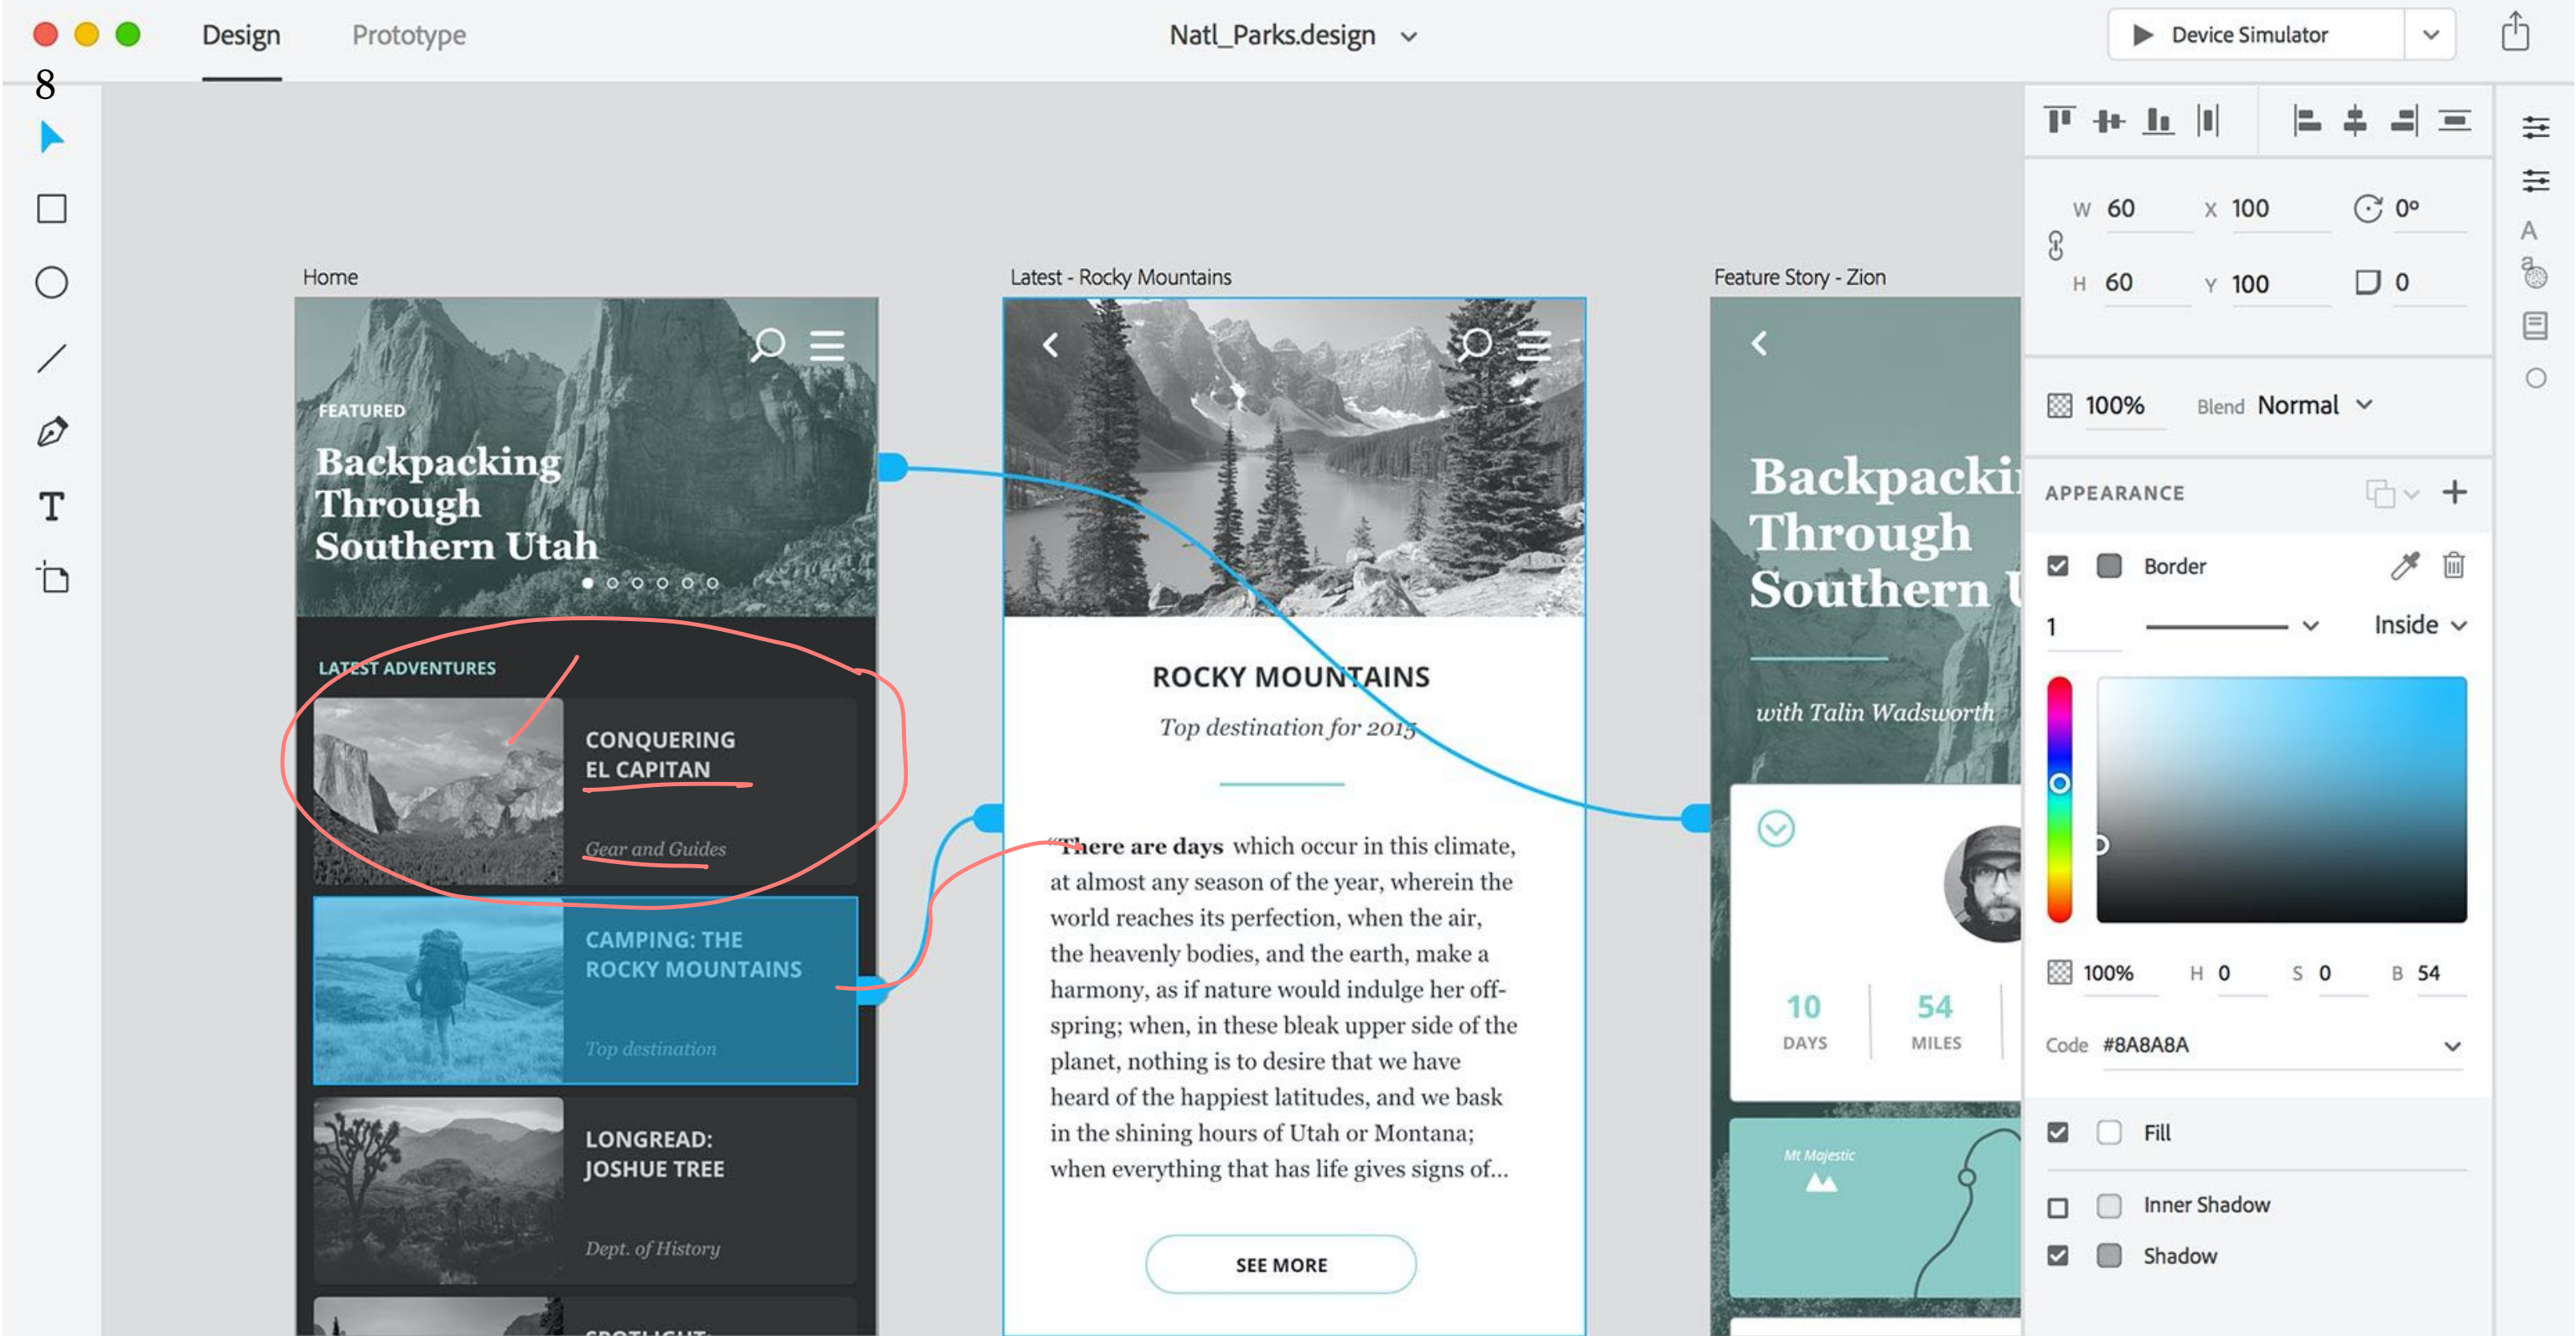 Design
Prototype
Natl_Parks.design
Device Simulator
8
W 60
X 100
0°
H 60
Y 100
0
100%
Blend Normal
APPEARANCE
Border
1
Inside
100%
H 0
S 0
B 54
Code #8A8A8A
Fill
Inner Shadow
Shadow
A
a
T
Home
FEATURED
Backpacking
Through
Southern Utah
LATEST ADVENTURES
CONQUERING
EL CAPITAN
Gear and Guides
CAMPING: THE
ROCKY MOUNTAINS
Top destination
LONGREAD:
JOSHUE TREE
Dept. of History
SPOTLIGHT:
Latest - Rocky Mountains
ROCKY MOUNTAINS
Top destination for 2015
“There are days which occur in this climate,
at almost any season of the year, wherein the
world reaches its perfection, when the air,
the heavenly bodies, and the earth, make a
harmony, as if nature would indulge her off-
spring; when, in these bleak upper side of the
planet, nothing is to desire that we have
heard of the happiest latitudes, and we bask
in the shining hours of Utah or Montana;
when everything that has life gives signs of...
SEE MORE
Feature Story - Zion
Backpacki
Through
Southern U
with Talin Wadsworth
10
DAYS
54
MILES
Mt Majestic